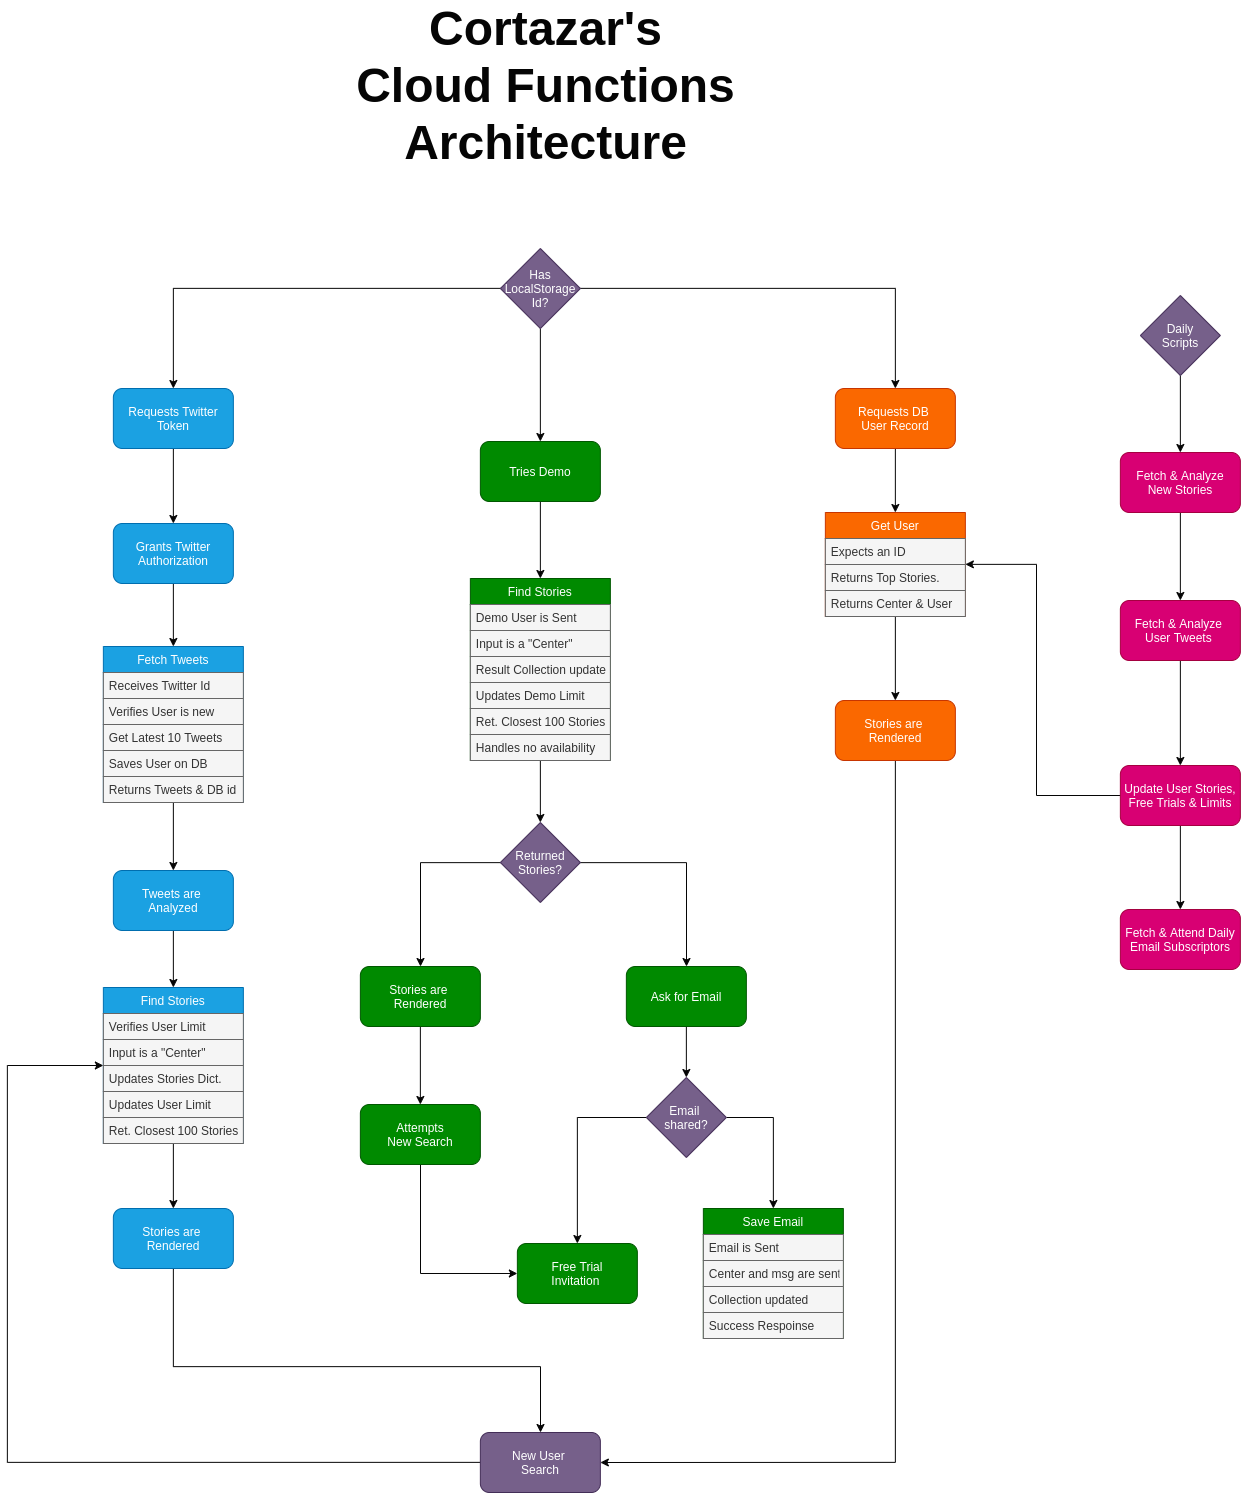 Cortazar's
Cloud Functions
Architecture
Has
LocalStorage
Id?
Daily
Scripts
Requests Twitter
Token
Grants Twitter
Authorization
Fetch Tweets
Receives Twitter Id
Verifies User is new
Get Latest 10 Tweets
Saves User on DB
Returns Tweets & DB id
Tweets are
Analyzed
Find Stories
Verifies User Limit
Input is a "Center"
Updates Stories Dict.
Updates User Limit
Ret. Closest 100 Stories
Stories are
Rendered
Tries Demo
Find Stories
Demo User is Sent
Input is a "Center"
Result Collection update
Updates Demo Limit
Ret. Closest 100 Stories
Handles no availability
Returned
Stories?
Stories are
Rendered
Attempts
New Search
Ask for Email
Email
shared?
Free Trial
Invitation
Save Email
Email is Sent
Center and msg are sent
Collection updated
Success Respoinse
Requests DB
User Record
Get User
Expects an ID
Returns Top Stories.
Returns Center & User
Stories are
Rendered
Fetch & Analyze
New Stories
Fetch & Analyze
User Tweets
Update User Stories,
Free Trials & Limits
Fetch & Attend Daily
Email Subscriptors
New User
Search